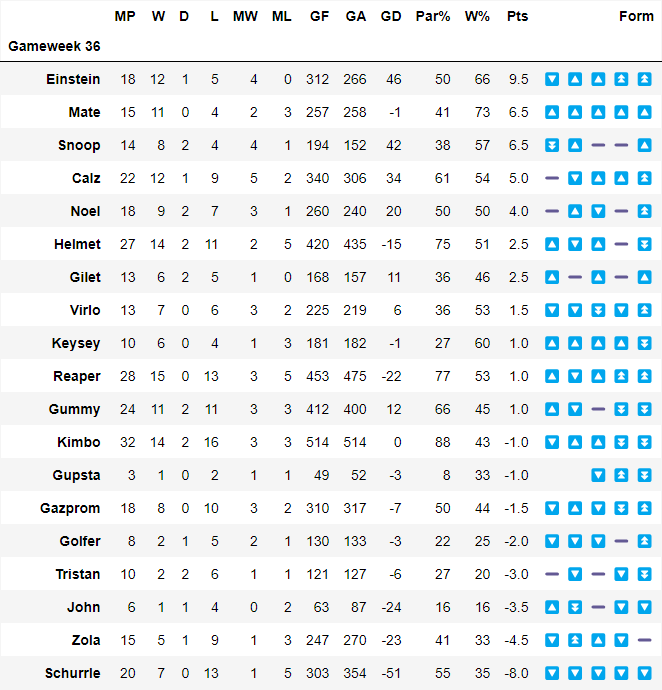 MP W D L MW ML GF GA GD Par% W% Pts Form
Gameweek 36
Einstein 18 12 1 5 4 0 312 266 46 50 66 9.5
Mate 15 11 0 4 2 3 257 258 -1 41 73 6.5
Snoop 14 8 2 4 4 1 194 152 42 38 57 6.5
Calz 22 12 1 9 5 2 340 306 34 61 54 5.0
Noel 18 9 2 7 3 1 260 240 20 50 50 4.0
Helmet 27 14 2 11 2 5 420 435 -15 75 51 2.5
Gilet 13 6 2 5 1 0 168 157 11 36 46 2.5
Virlo 13 7 0 6 3 2 225 219 6 36 53 1.5
Keysey 10 6 0 4 1 3 181 182 -1 27 60 1.0
Reaper 28 15 0 13 3 5 453 475 -22 77 53 1.0
Gummy 24 11 2 11 3 3 412 400 12 66 45 1.0
Kimbo 32 14 2 16 3 3 514 514 0 88 43 -1.0
Gupsta 3 1 0 2 1 1 49 52 -3 8 33 -1.0
Gazprom 18 8 0 10 3 2 310 317 -7 50 44 -1.5
Golfer 8 2 1 5 2 1 130 133 -3 22 25 -2.0
Tristan 10 2 2 6 1 1 121 127 -6 27 20 -3.0
John 6 1 1 4 0 2 63 87 -24 16 16 -3.5
Zola 15 5 1 9 1 3 247 270 -23 41 33 -4.5
Schurrle 20 7 0 13 1 5 303 354 -51 55 35 -8.0